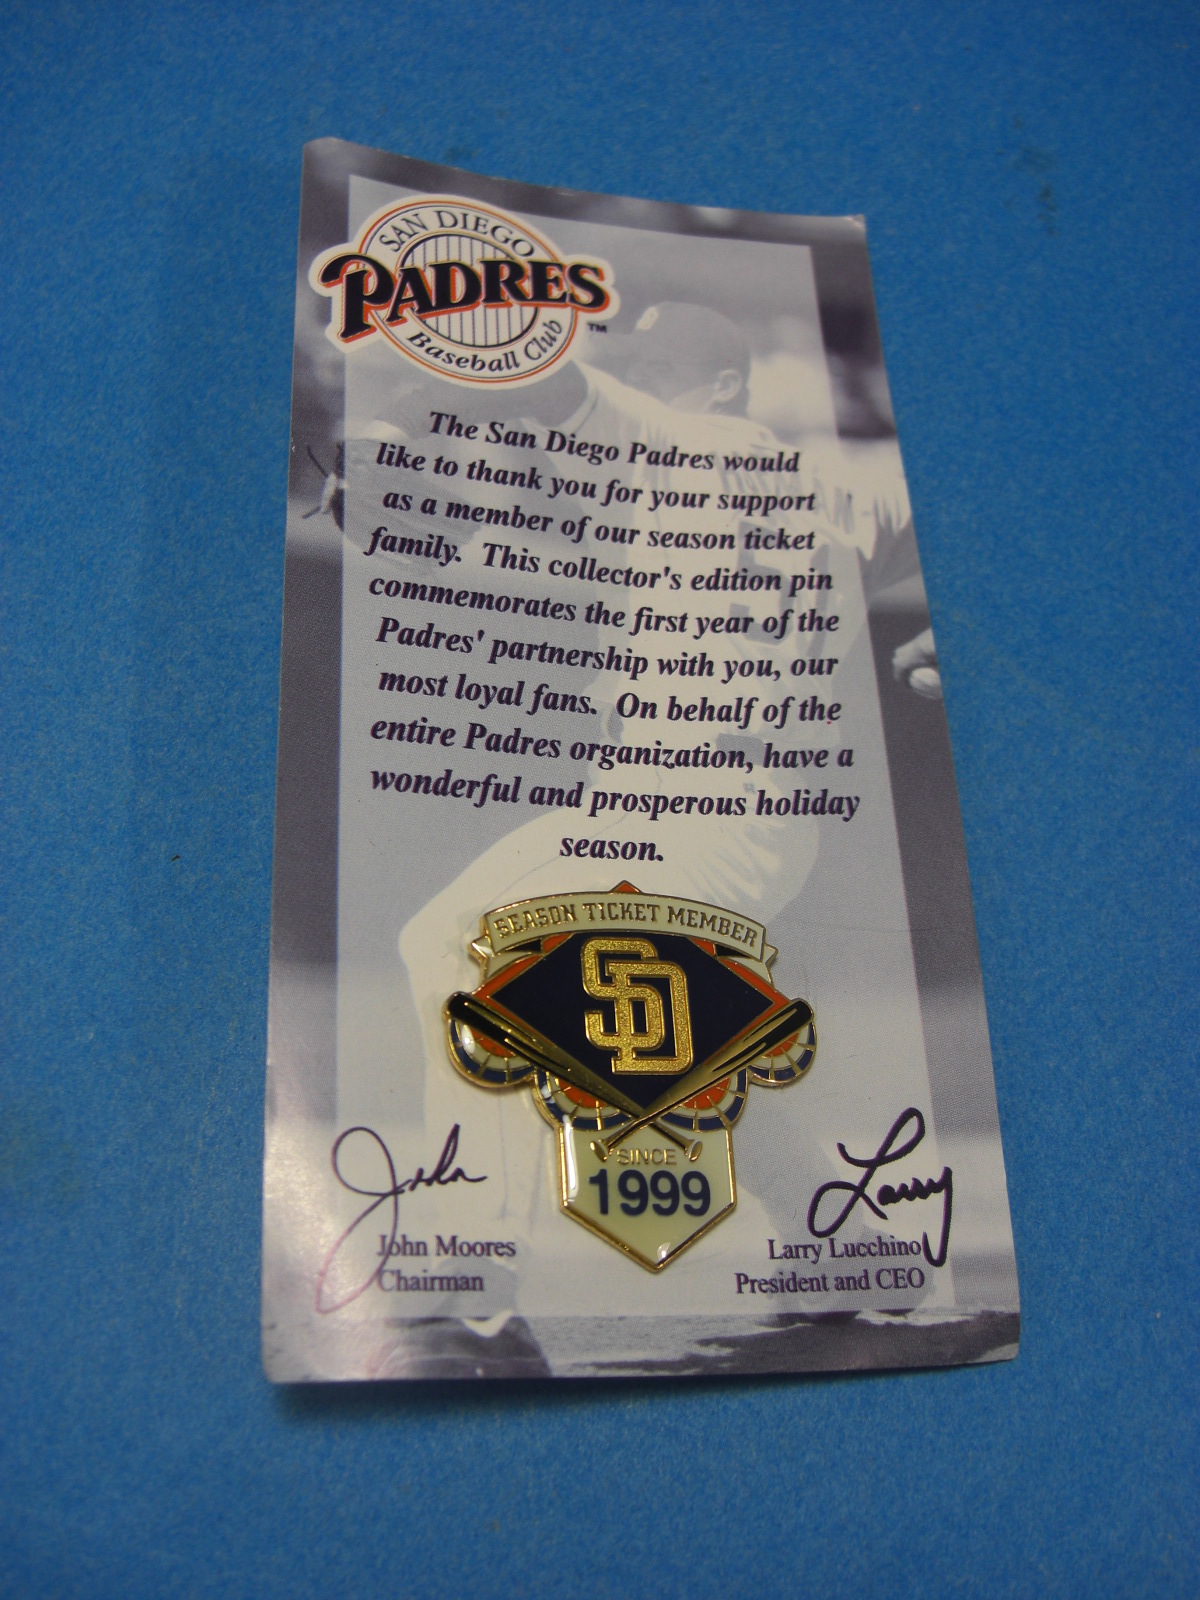 SAN DIEGO
PADRES
Baseball Club
™
The San Diego Padres would
like to thank you for your support
as a member of our season ticket
family. This collector's edition pin
commemorates the first year of the
Padres' partnership with you, our
most loyal fans. On behalf of the
entire Padres organization, have a
wonderful and prosperous holiday
season.
SEASON TICKET MEMBER
SD
SINCE
1999
John
John Moores
Chairman
Larry
Larry Lucchino
President and CEO